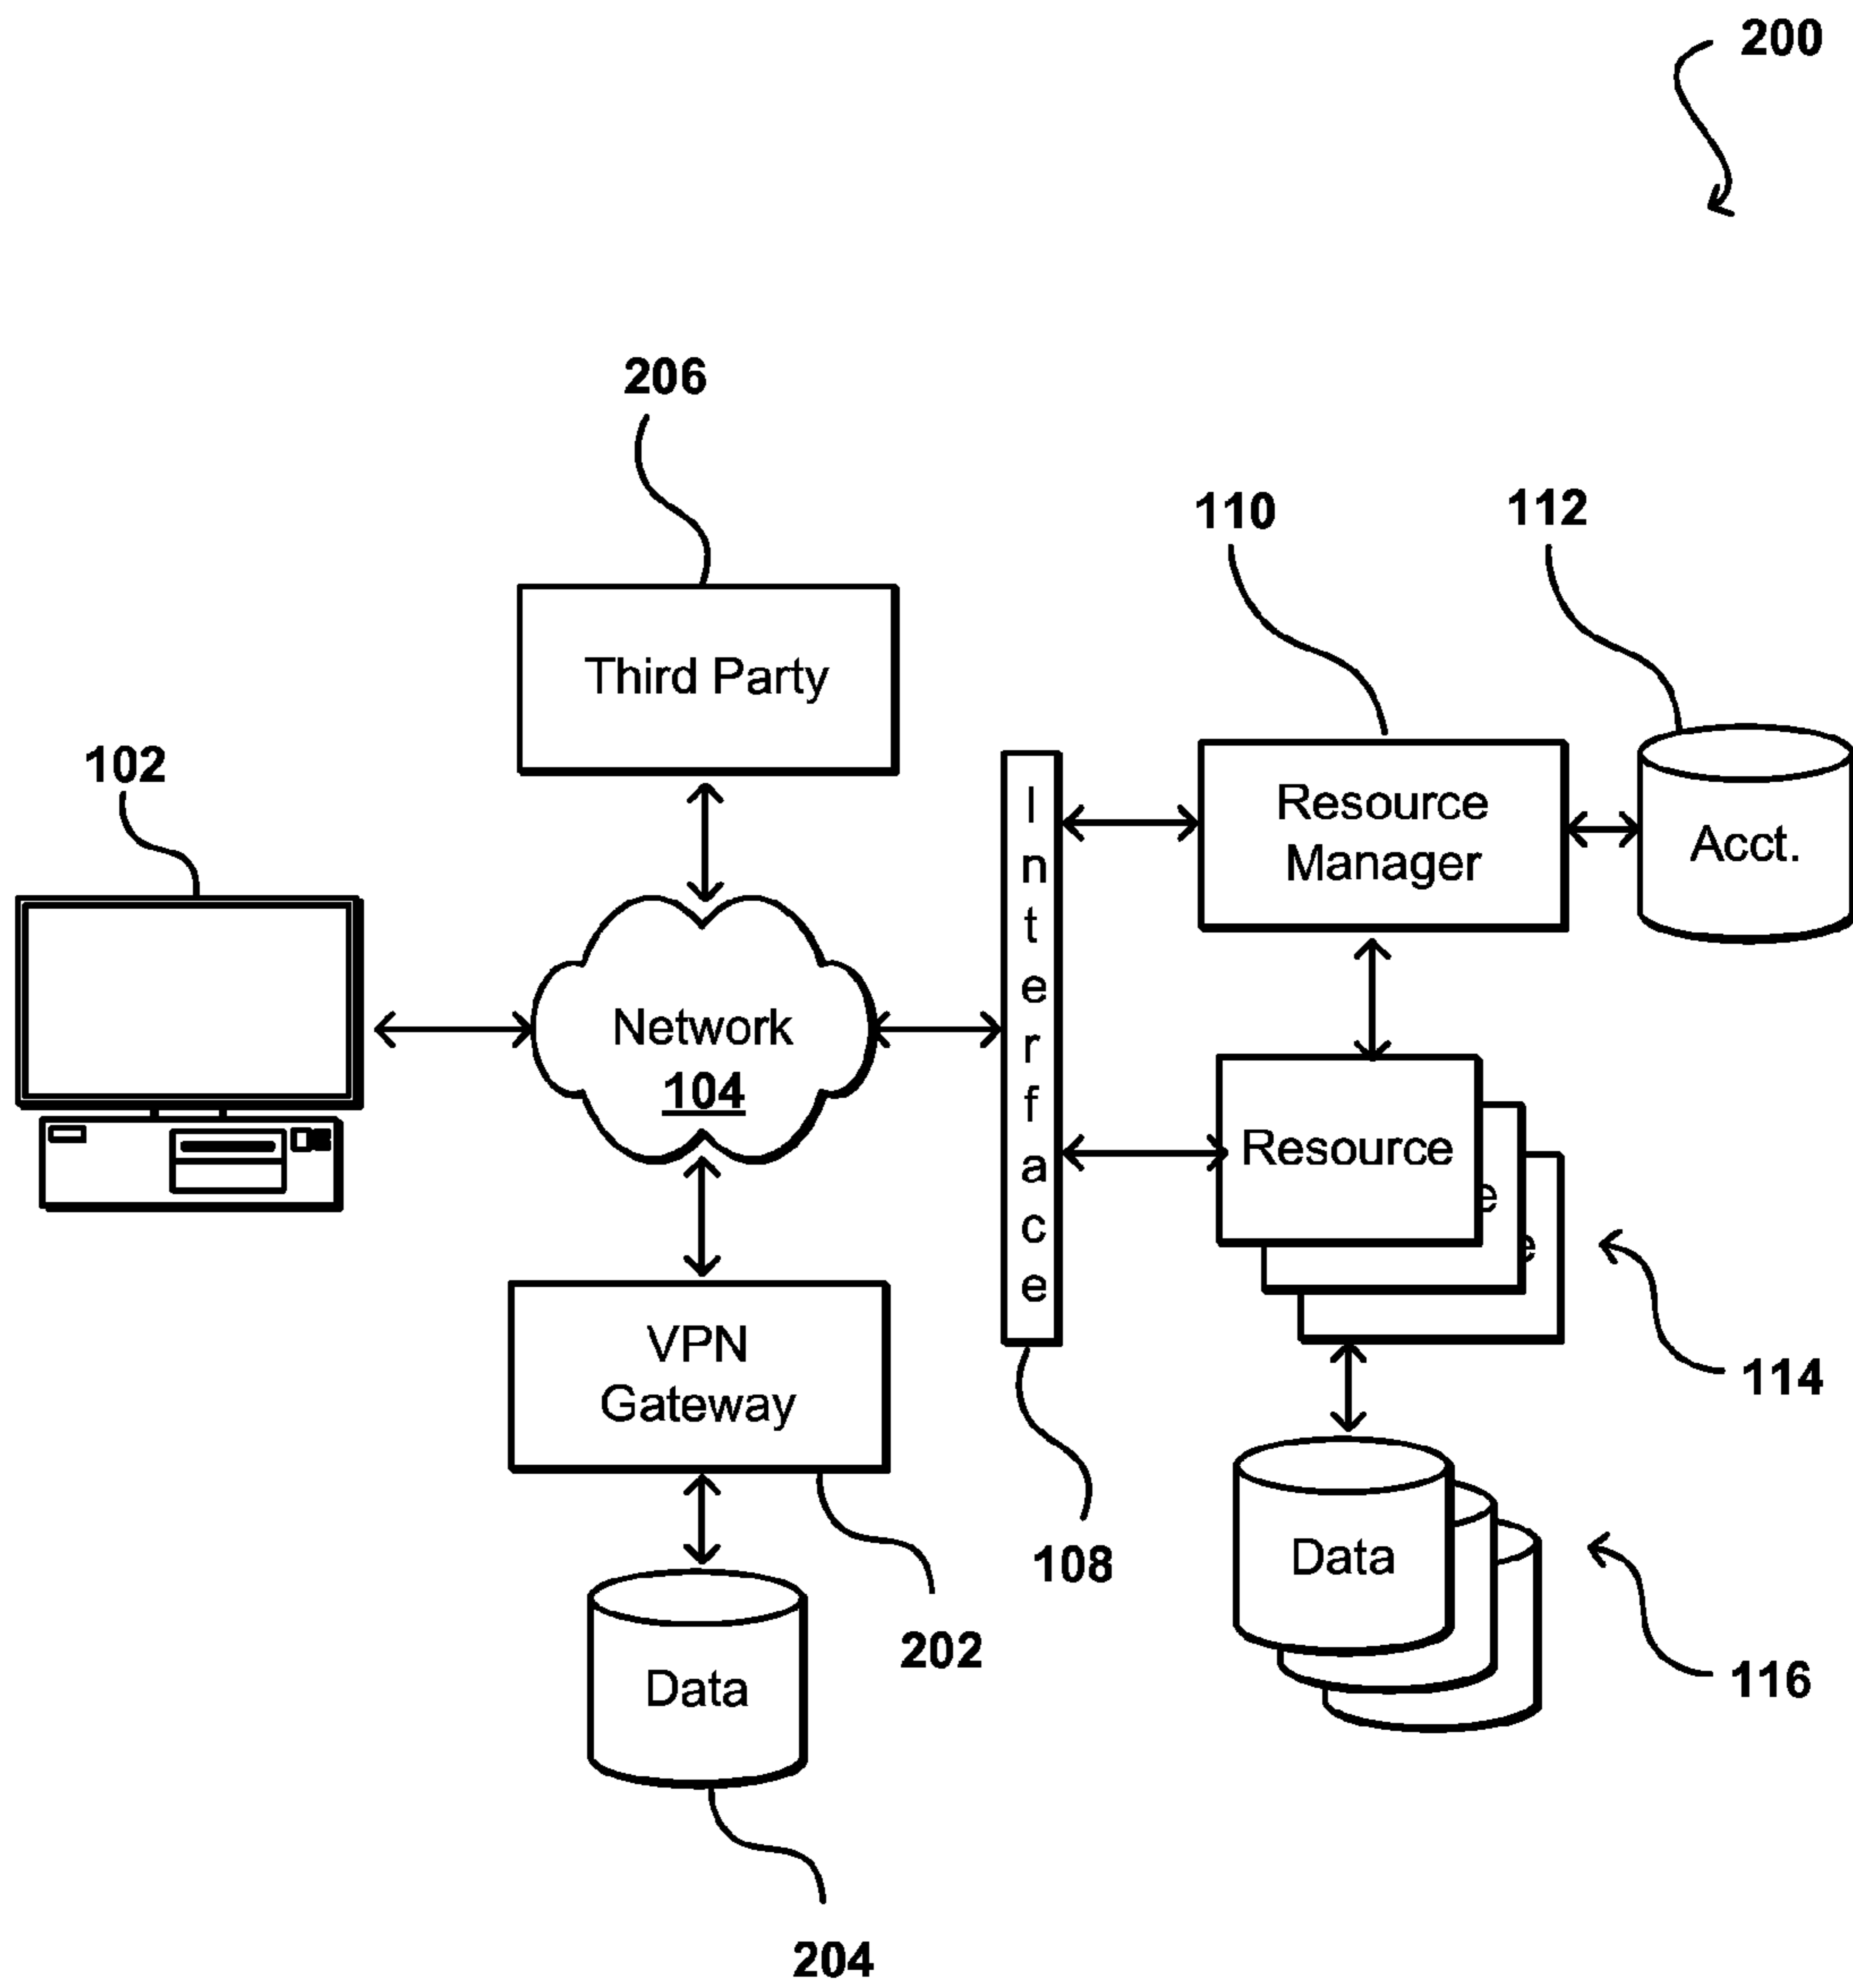 200
206
110
112
Third Party
102
Interface
Resource
Manager
Acct.
Network
104
Resource
e
e
VPN
Gateway
114
108
Data
202
Data
116
204